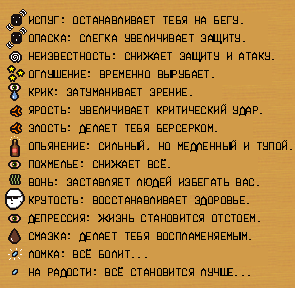 ИСПУГ: ОСТАНАВЛИВАЕТ ТЕБЯ НА БЕГУ.
ОПАСКА: СЛЕГКА УВЕЛИЧИВАЕТ ЗАЩИТУ.
НЕИЗВЕСТНОСТЬ: СНИЖАЕТ ЗАЩИТУ И АТАКУ.
ОГЛУШЕНИЕ: ВРЕМЕННО ВЫРУБАЕТ.
КРИК: ЗАТУМАНИВАЕТ ЗРЕНИЕ.
ЯРОСТЬ: УВЕЛИЧИВАЕТ КРИТИЧЕСКИЙ УДАР.
ЗЛОСТЬ: ДЕЛАЕТ ТЕБЯ БЕРСЕРКОМ.
ОПЬЯНЕНИЕ: СИЛЬНЫЙ, НО МЕДЛЕННЫЙ И ТУПОЙ.
ПОХМЕЛЬЕ: СНИЖАЕТ ВСЁ.
ВОНЬ: ЗАСТАВЛЯЕТ ЛЮДЕЙ ИЗБЕГАТЬ ВАС.
КРУТОСТЬ: ВОССТАНАВЛИВАЕТ ЗДОРОВЬЕ.
ДЕПРЕССИЯ: ЖИЗНЬ СТАНОВИТСЯ ОТСТОЕМ.
СМАЗКА: ДЕЛАЕТ ТЕБЯ ВОСПЛАМЕНЯЕМЫМ.
ЛОМКА: ВСЁ БОЛИТ...
НА РАДОСТИ: ВСЁ СТАНОВИТСЯ ЛУЧШЕ...